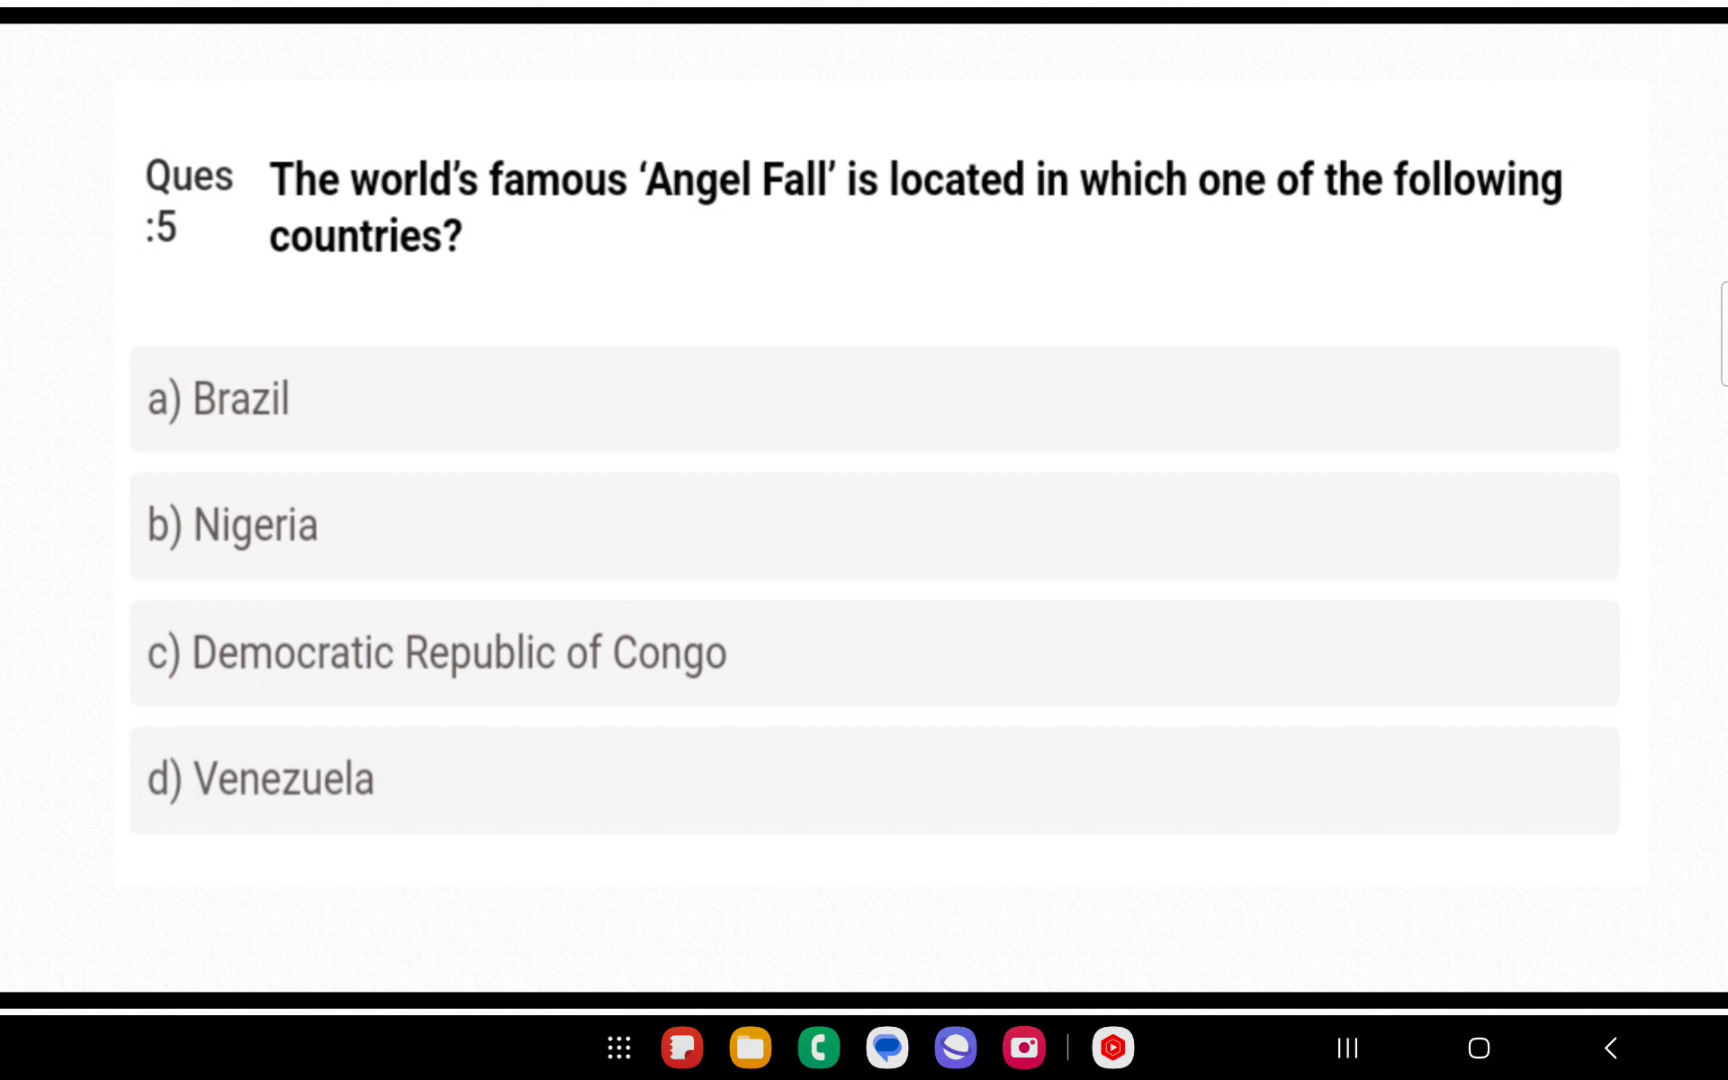 Ques The world’s famous ‘Angel Fall’ is located in which one of the following
:5 countries?
a) Brazil
b) Nigeria
c) Democratic Republic of Congo
d) Venezuela